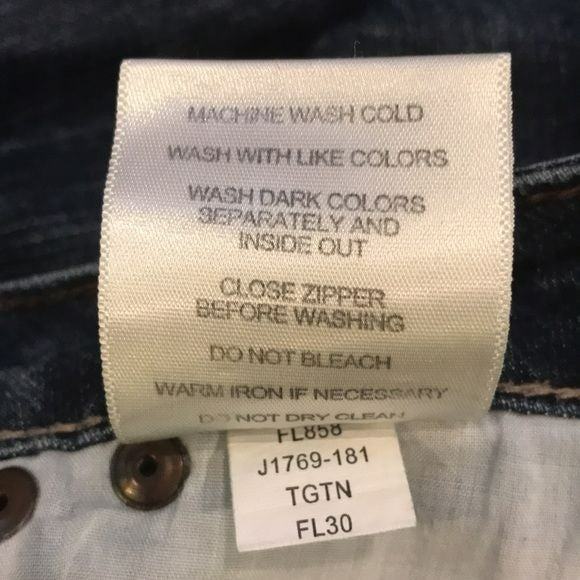 MACHINE WASH COLD
WASH WITH LIKE COLORS
WASH DARK COLORS
SEPARATELY AND
INSIDE OUT
CLOSE ZIPPER
BEFORE WASHING
DO NOT BLEACH
WARM IRON IF NECESSARY
DO NOT DRY CLEAN
FL858
J1769-181
TGTN
FL30